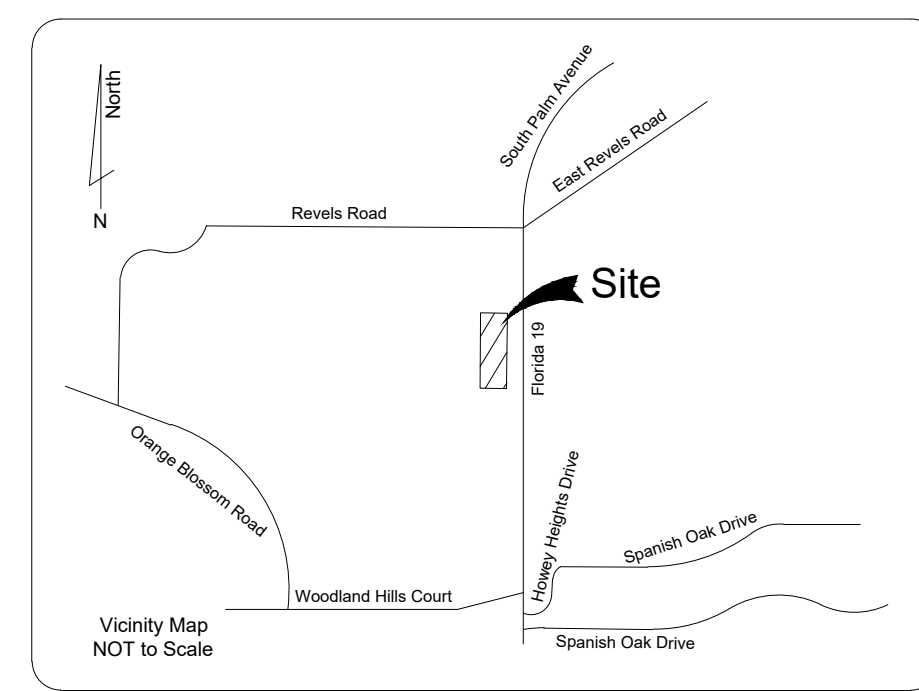 South Palm Avenue
North
East Revels Road
N
Revels Road
Site
Florida 19
Orange Blossom Road
Howey Heights Drive
Spanish Oak Drive
Woodland Hills Court
Vicinity Map
NOT to Scale
Spanish Oak Drive